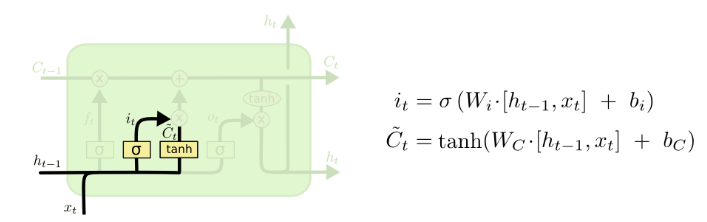 h_t
C_{t-1}
C_t
x
+
tanh
f_t
i_t
o_t
x
x
C̃_t
σ
σ
tanh
σ
h_{t-1}
h_t
x_t
i_t = σ (W_i·[h_{t-1}, x_t] + b_i)
C̃_t = tanh(W_C·[h_{t-1}, x_t] + b_C)